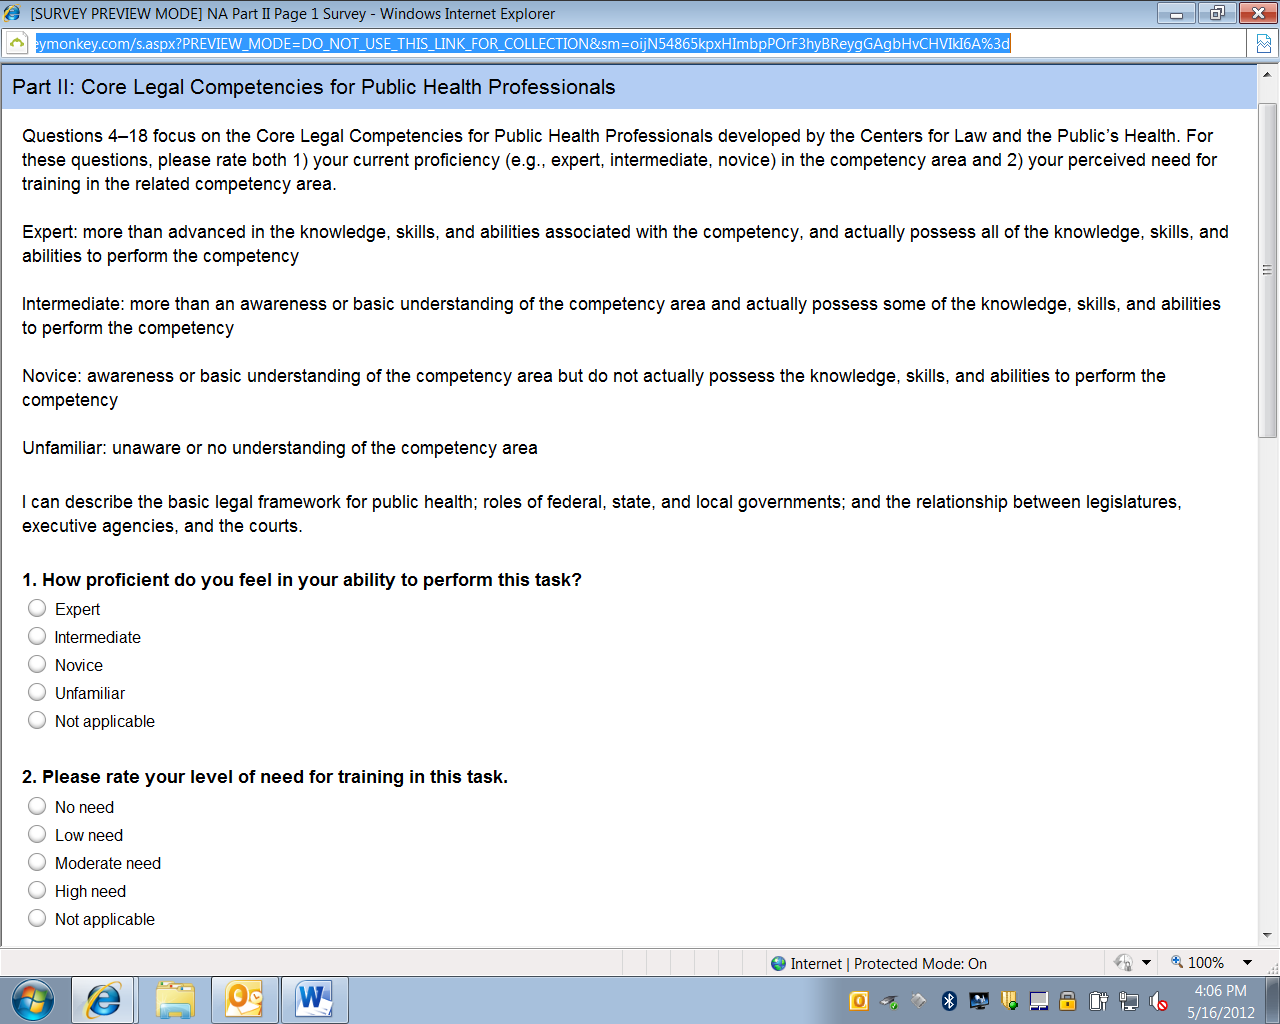 [SURVEY PREVIEW MODE] NA Part II Page 1 Survey - Windows Internet Explorer
eymonkey.com/s.aspx?PREVIEW_MODE=DO_NOT_USE_THIS_LINK_FOR_COLLECTION&sm=oijN54865kpxHImbpPOrF3hyBReygGAgbHvCHVIkI6A%3d
Part II: Core Legal Competencies for Public Health Professionals
Questions 4–18 focus on the Core Legal Competencies for Public Health Professionals developed by the Centers for Law and the Public’s Health. For
these questions, please rate both 1) your current proficiency (e.g., expert, intermediate, novice) in the competency area and 2) your perceived need for
training in the related competency area.
Expert: more than advanced in the knowledge, skills, and abilities associated with the competency, and actually possess all of the knowledge, skills, and
abilities to perform the competency
Intermediate: more than an awareness or basic understanding of the competency area and actually possess some of the knowledge, skills, and abilities
to perform the competency
Novice: awareness or basic understanding of the competency area but do not actually possess the knowledge, skills, and abilities to perform the
competency
Unfamiliar: unaware or no understanding of the competency area
I can describe the basic legal framework for public health; roles of federal, state, and local governments; and the relationship between legislatures,
executive agencies, and the courts.
1. How proficient do you feel in your ability to perform this task?
Expert
Intermediate
Novice
Unfamiliar
Not applicable
2. Please rate your level of need for training in this task.
No need
Low need
Moderate need
High need
Not applicable
Internet | Protected Mode: On
100%
4:06 PM
5/16/2012